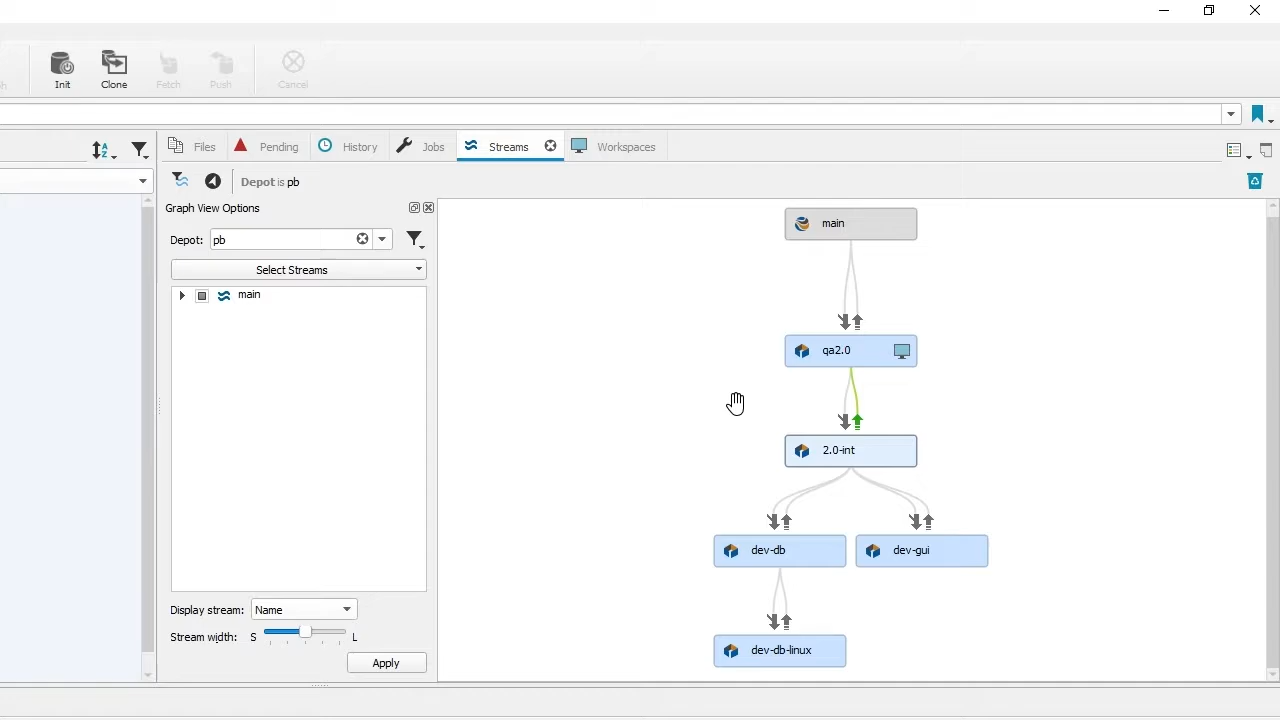 h Init Clone Fetch Push Cancel
Files Pending History Jobs Streams Workspaces
Depot is pb
Graph View Options
Depot: pb
Select Streams
main
Display stream: Name
Stream width: S L
Apply
main
qa2.0
2.0-int
dev-db dev-gui
dev-db-linux